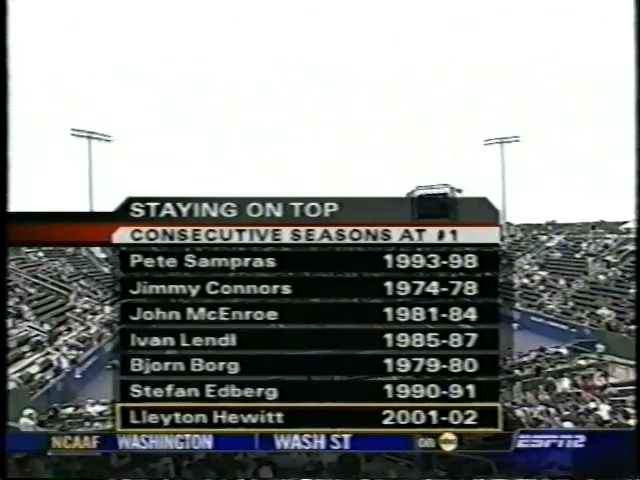 STAYING ON TOP
CONSECUTIVE SEASONS AT #1
Pete Sampras 1993-98
Jimmy Connors 1974-78
John McEnroe 1981-84
Ivan Lendl 1985-87
Bjorn Borg 1979-80
Stefan Edberg 1990-91
Lleyton Hewitt 2001-02
NCAAF WASHINGTON WASH ST ON abc ESPN2